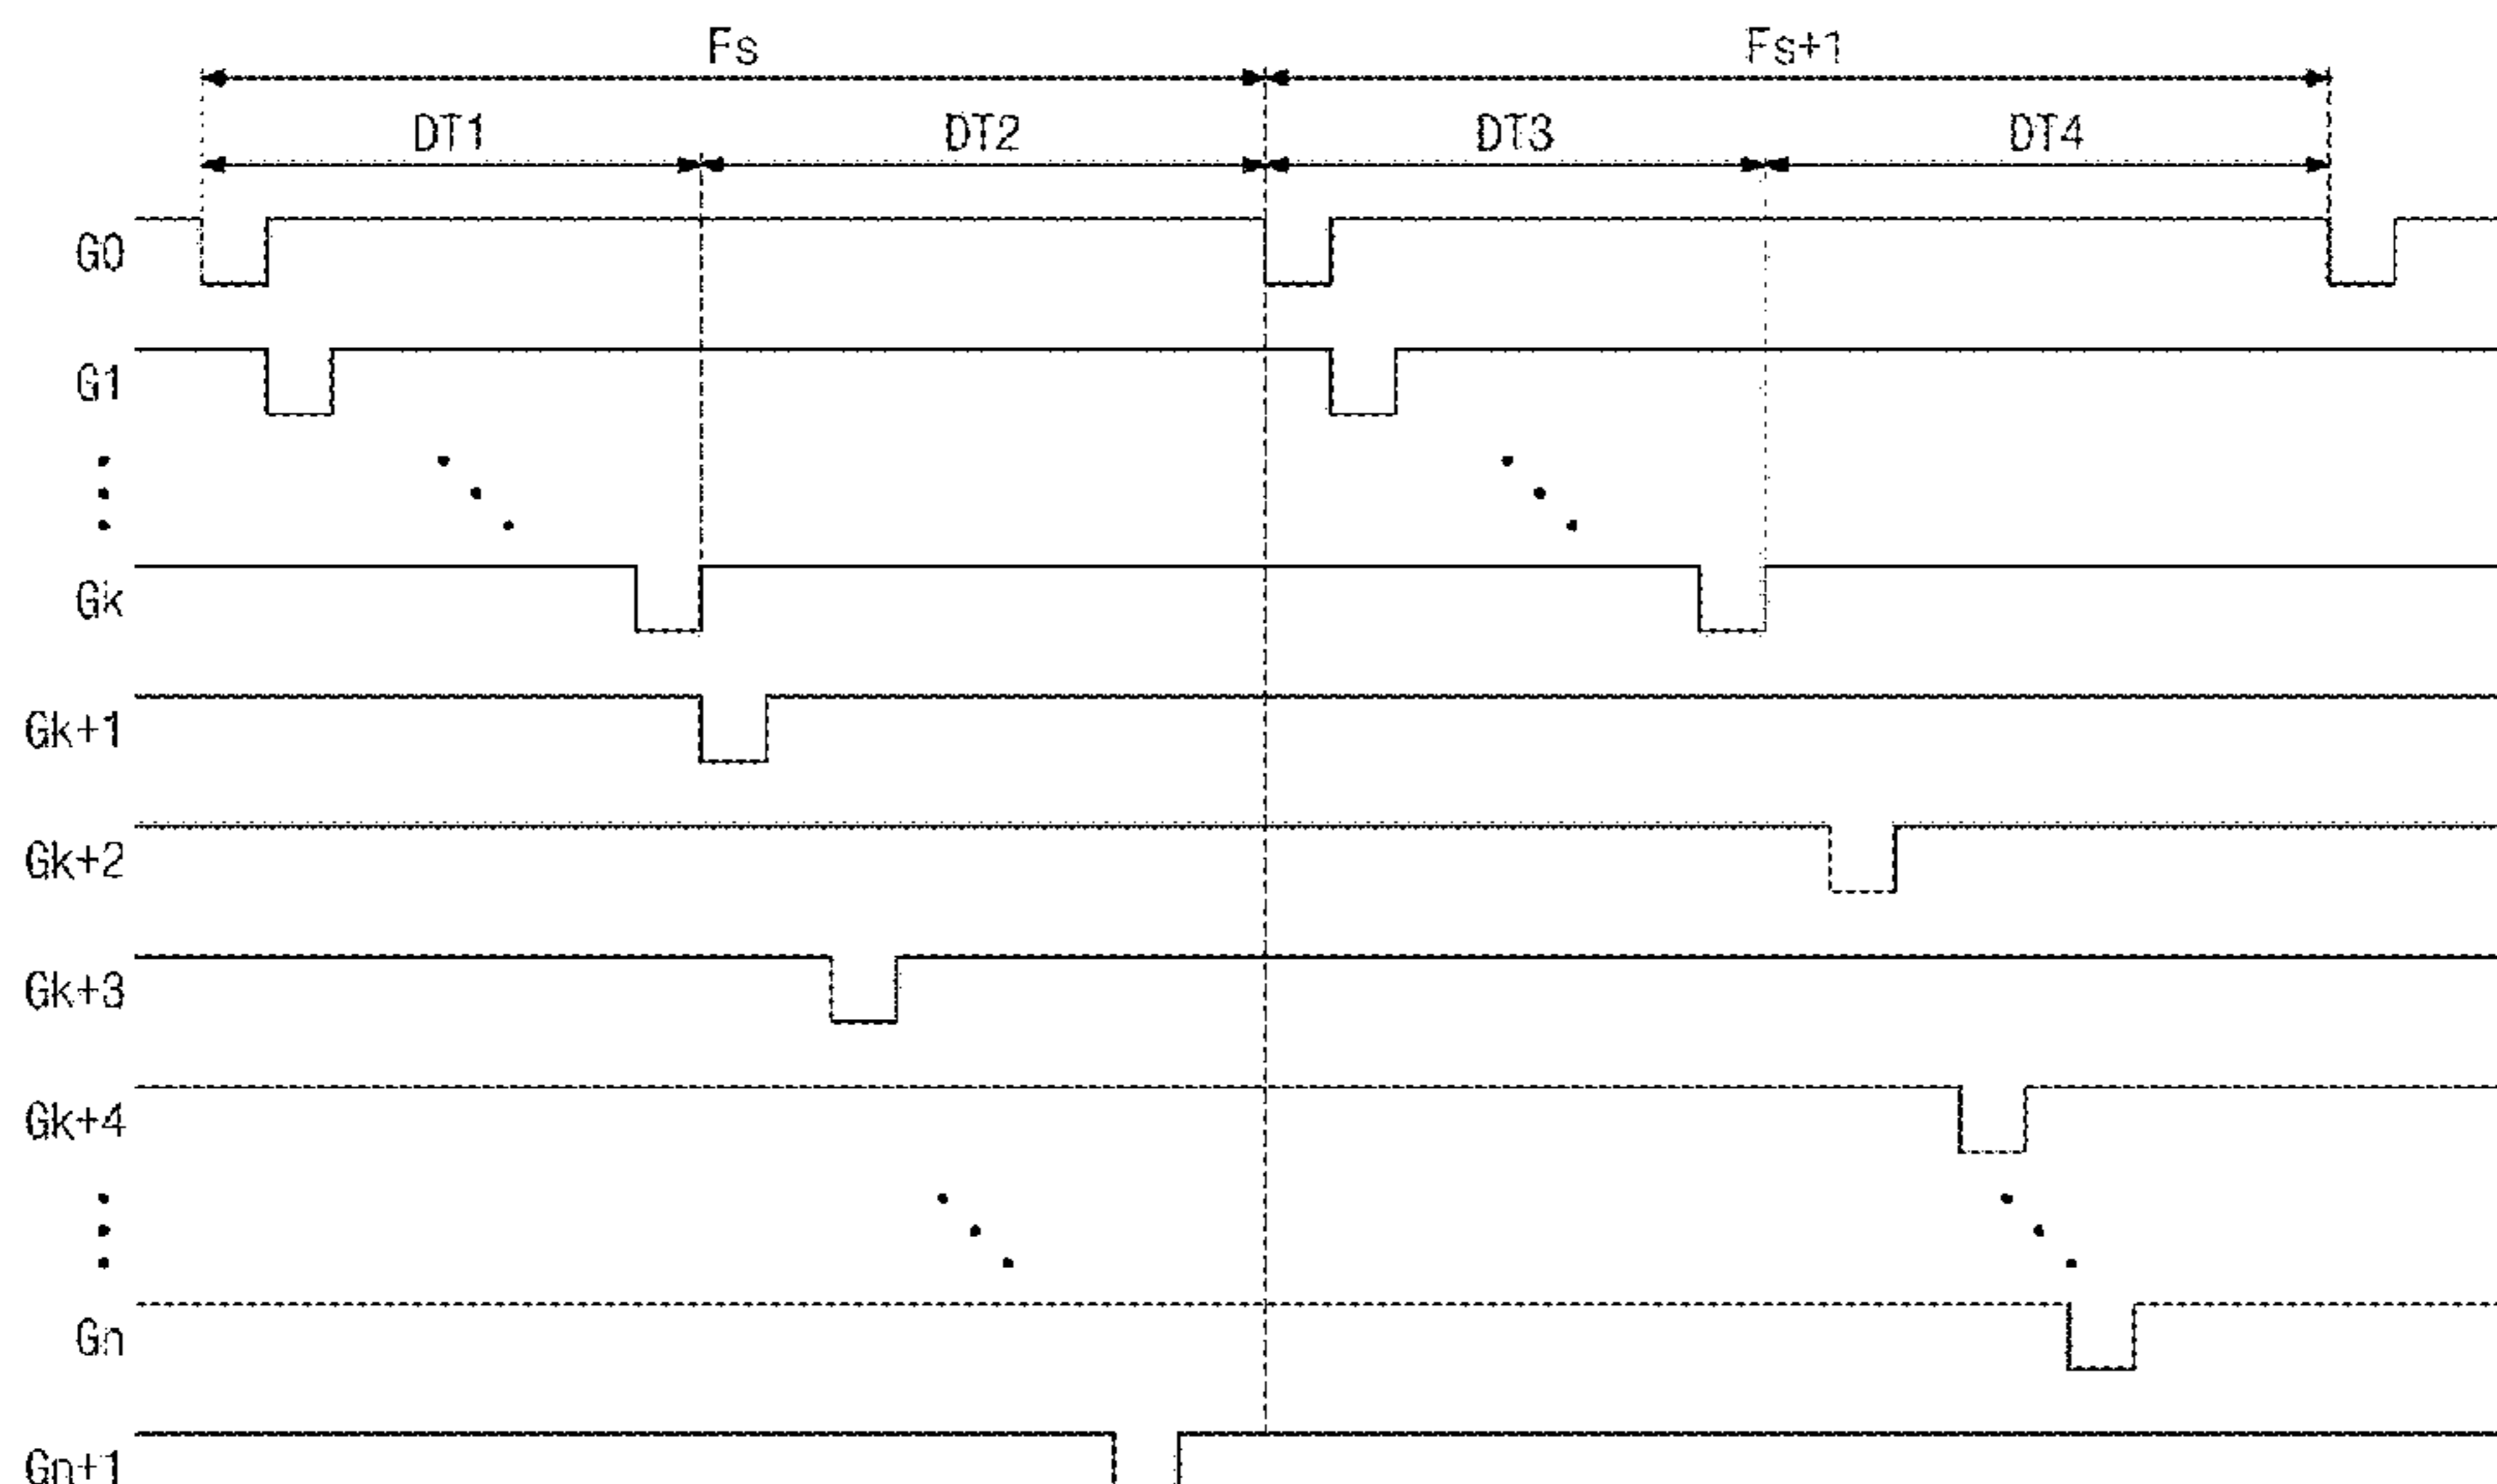 Fs Fs+1
DT1 DT2 DT3 DT4
G0
G1
Gk
Gk+1
Gk+2
Gk+3
Gk+4
Gn
Gn+1